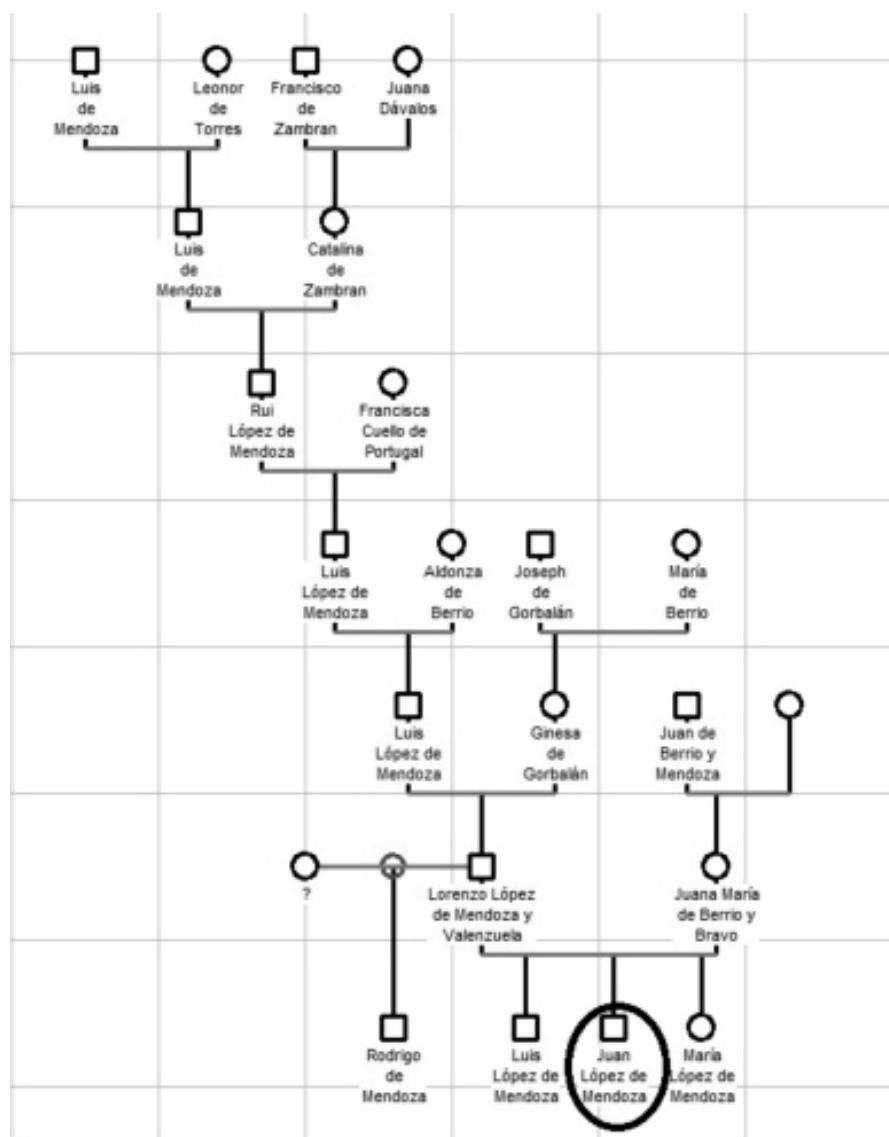 Luis
de
Mendoza
Leonor
de
Torres
Francisco
de
Zambran
Juana
Dávalos
Luis
de
Mendoza
Catalina
de
Zambran
Rui
López de
Mendoza
Francisca
Cuello de
Portugal
Luis
López de
Mendoza
Aldonza
de
Berrio
Joseph
de
Gorbalán
María
de
Berrio
Luis
López de
Mendoza
Ginesa
de
Gorbalán
Juan de
Berrio y
Mendoza
?
Lorenzo López
de Mendoza y
Valenzuela
Juana María
de Berrio y
Bravo
Rodrigo
de
Mendoza
Luis
López de
Mendoza
Juan
López de
Mendoza
María
López de
Mendoza